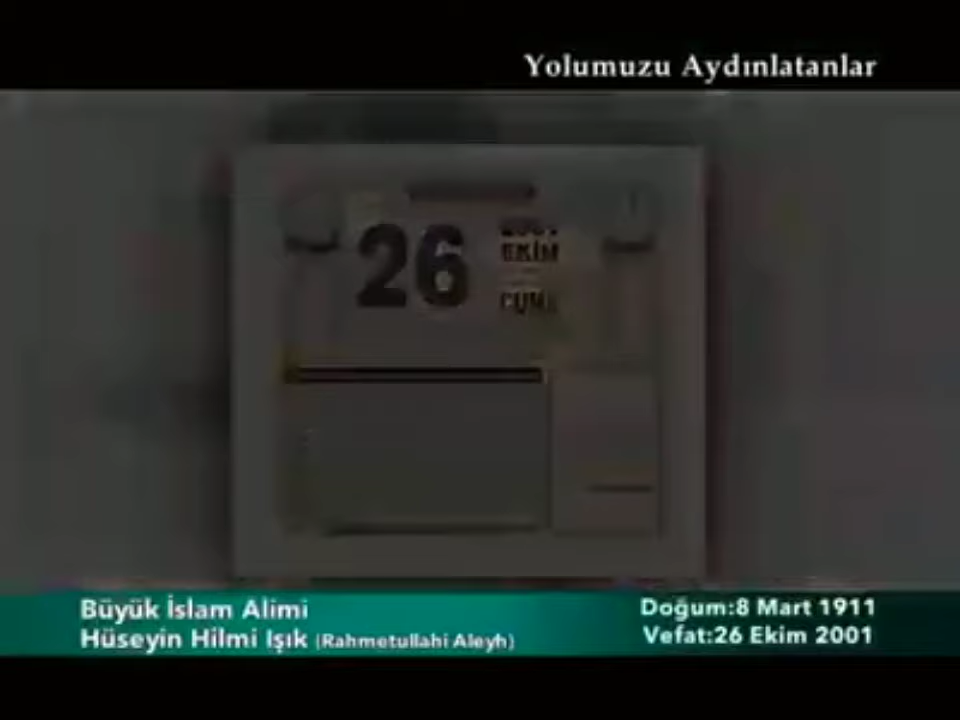 Yolumuzu Aydınlatanlar
26
EKİM
CUMA
Büyük İslam Alimi
Hüseyin Hilmi Işık (Rahmetullahi Aleyh)
Doğum:8 Mart 1911
Vefat:26 Ekim 2001